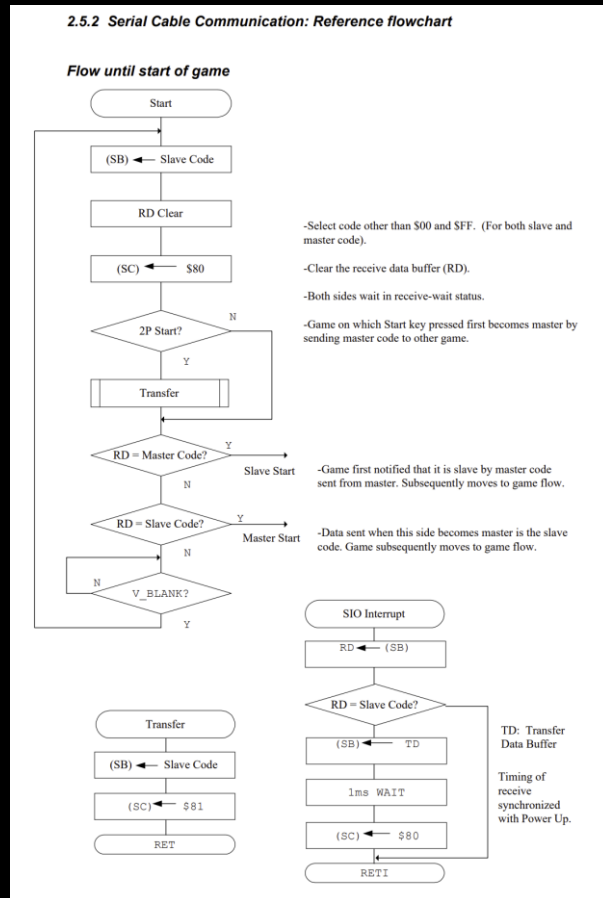 2.5.2 Serial Cable Communication: Reference flowchart
Flow until start of game
Start
(SB) ← Slave Code
RD Clear
(SC) ← $80
2P Start?
N
Y
Transfer
RD = Master Code?
Y
Slave Start
N
RD = Slave Code?
Y
Master Start
N
V_BLANK?
N
Y
-Select code other than $00 and $FF. (For both slave and
master code).
-Clear the receive data buffer (RD).
-Both sides wait in receive-wait status.
-Game on which Start key pressed first becomes master by
sending master code to other game.
-Game first notified that it is slave by master code
sent from master. Subsequently moves to game flow.
-Data sent when this side becomes master is the slave
code. Game subsequently moves to game flow.
Transfer
(SB) ← Slave Code
(SC) ← $81
RET
SIO Interrupt
RD ← (SB)
RD = Slave Code?
(SB) ← TD
1ms WAIT
(SC) ← $80
RETI
TD: Transfer
Data Buffer
Timing of
receive
synchronized
with Power Up.